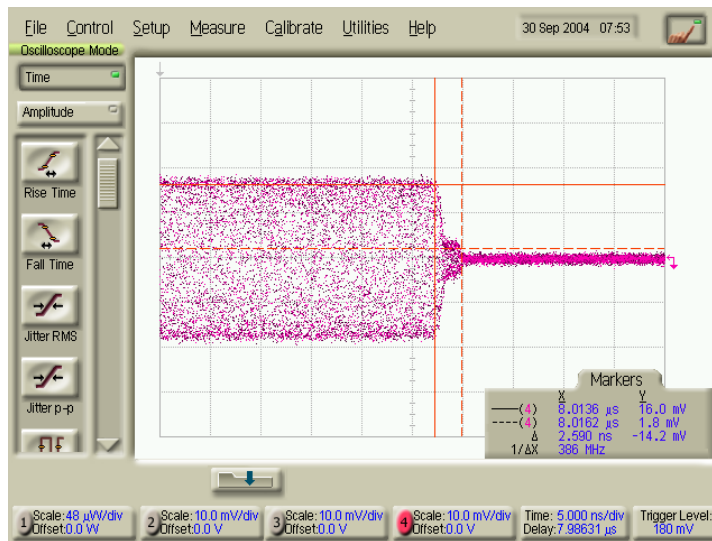 File Control Setup Measure Calibrate Utilities Help 30 Sep 2004 07:53
Oscilloscope Mode
Time
Amplitude
Rise Time
Fall Time
Jitter RMS
Jitter p-p
Markers
X Y
——(4) 8.0136 µs 16.0 mV
----(4) 8.0162 µs 1.8 mV
Δ 2.590 ns -14.2 mV
1/ΔX 386 MHz
1 Scale:48 µW/div Offset:0.0 W
2 Scale:10.0 mV/div Offset:0.0 V
3 Scale:10.0 mV/div Offset:0.0 V
4 Scale:10.0 mV/div Offset:0.0 V
Time:5.000 ns/div Delay:7.98631 µs
Trigger Level: 180 mV